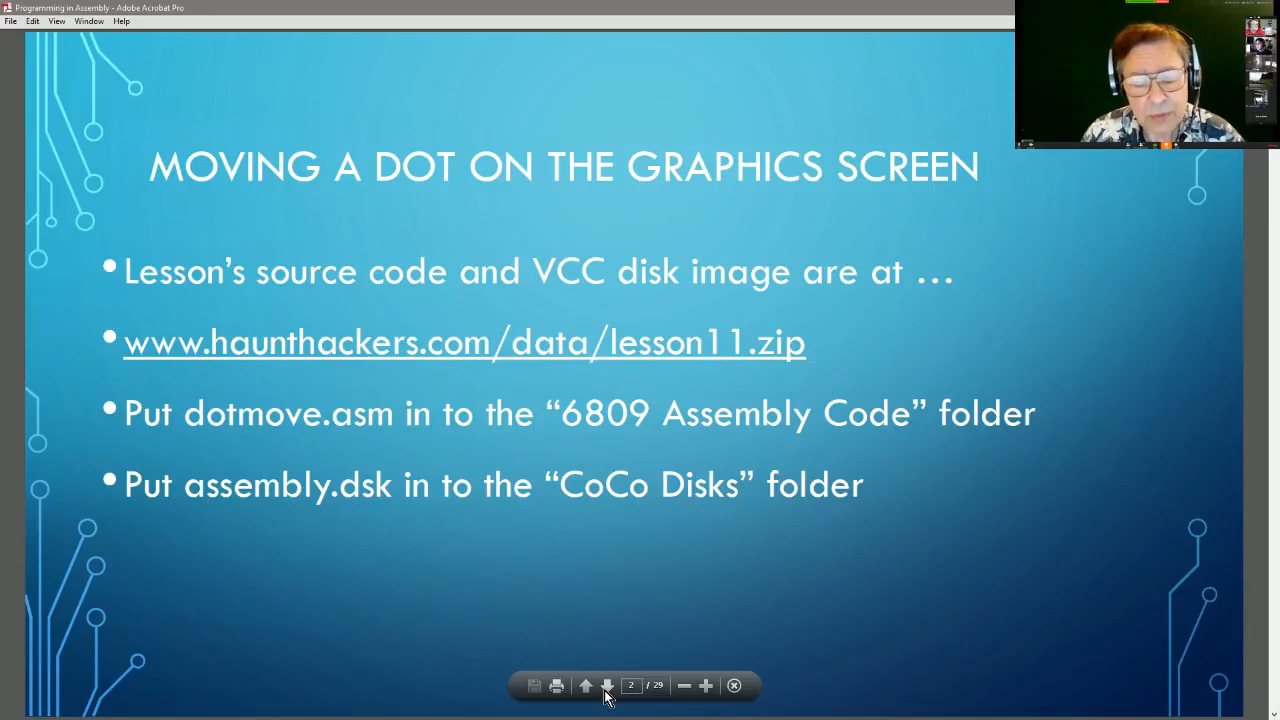 Programming in Assembly - Adobe Acrobat Pro
File Edit View Window Help
MOVING A DOT ON THE GRAPHICS SCREEN
•Lesson’s source code and VCC disk image are at …
•www.haunthackers.com/data/lesson11.zip
•Put dotmove.asm in to the “6809 Assembly Code” folder
•Put assembly.dsk in to the “CoCo Disks” folder
2 / 29